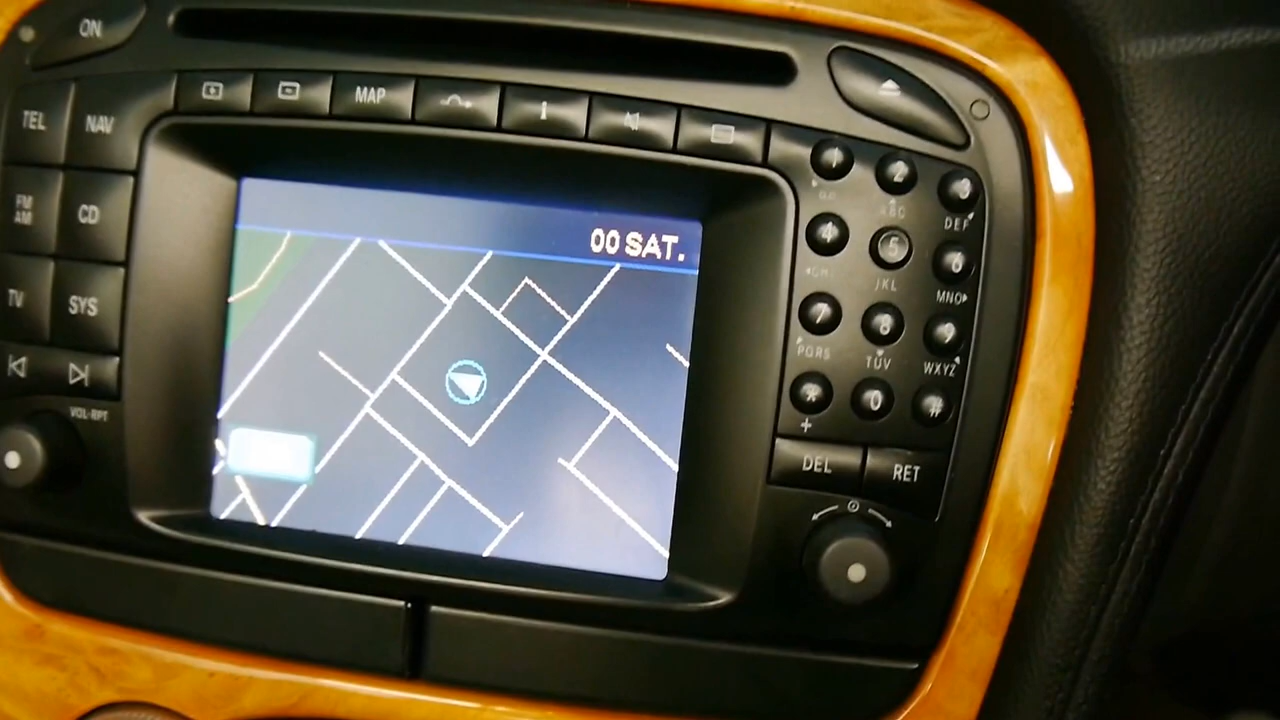 ON
TEL
NAV
MAP
i
FM
AM
CD
TV
SYS
VOL-RPT
00 SAT.
1
2
ABC
3
DEF
4
GHI
5
JKL
6
MNO
7
PQRS
8
TUV
9
WXYZ
*
+
0
#
DEL
RET